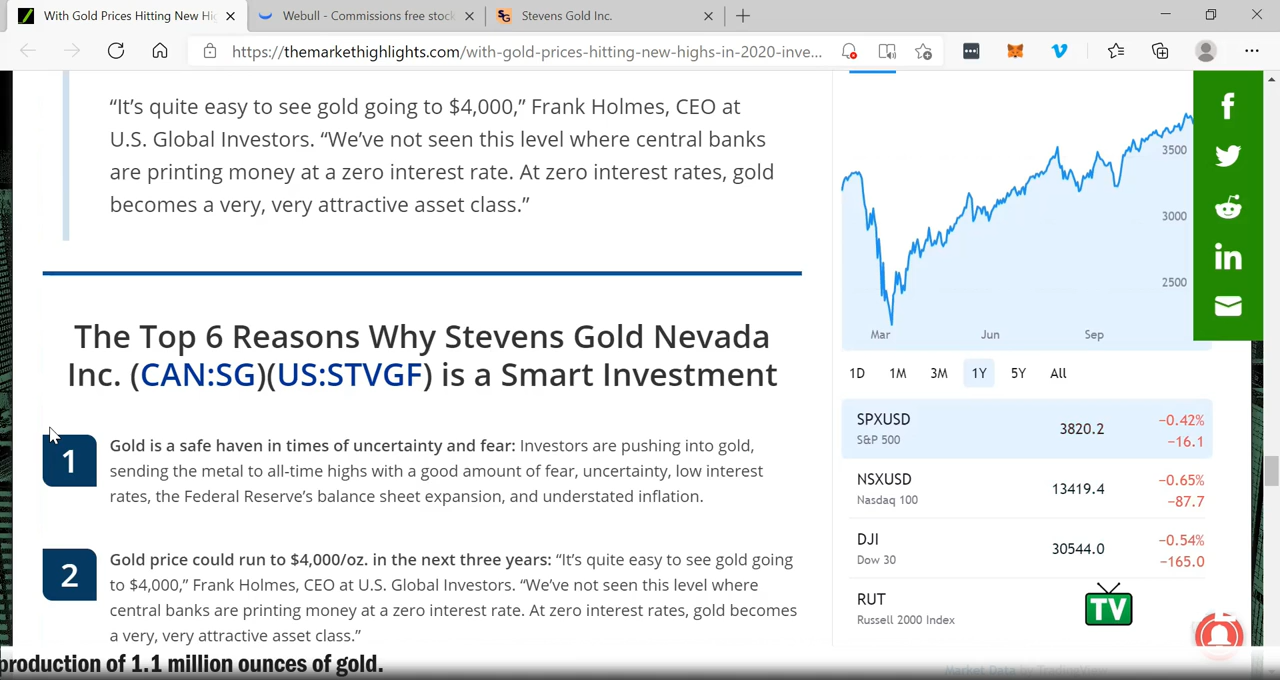 With Gold Prices Hitting New Hi
Webull - Commissions free stock
SG
Stevens Gold Inc.
https://themarkethighlights.com/with-gold-prices-hitting-new-highs-in-2020-inve...
“It’s quite easy to see gold going to $4,000,” Frank Holmes, CEO at
U.S. Global Investors. “We’ve not seen this level where central banks
are printing money at a zero interest rate. At zero interest rates, gold
becomes a very, very attractive asset class.”
The Top 6 Reasons Why Stevens Gold Nevada
Inc. (CAN:SG)(US:STVGF) is a Smart Investment
1
Gold is a safe haven in times of uncertainty and fear: Investors are pushing into gold,
sending the metal to all-time highs with a good amount of fear, uncertainty, low interest
rates, the Federal Reserve’s balance sheet expansion, and understated inflation.
2
Gold price could run to $4,000/oz. in the next three years: “It’s quite easy to see gold going
to $4,000,” Frank Holmes, CEO at U.S. Global Investors. “We’ve not seen this level where
central banks are printing money at a zero interest rate. At zero interest rates, gold becomes
a very, very attractive asset class.”
3500
3000
2500
Mar Jun Sep
1D 1M 3M 1Y 5Y All
SPXUSD 3820.2 −0.42%
S&P 500 −16.1
NSXUSD 13419.4 −0.65%
Nasdaq 100 −87.7
DJI 30544.0 −0.54%
Dow 30 −165.0
RUT
Russell 2000 Index
TV
Market Data by TradingView
production of 1.1 million ounces of gold.